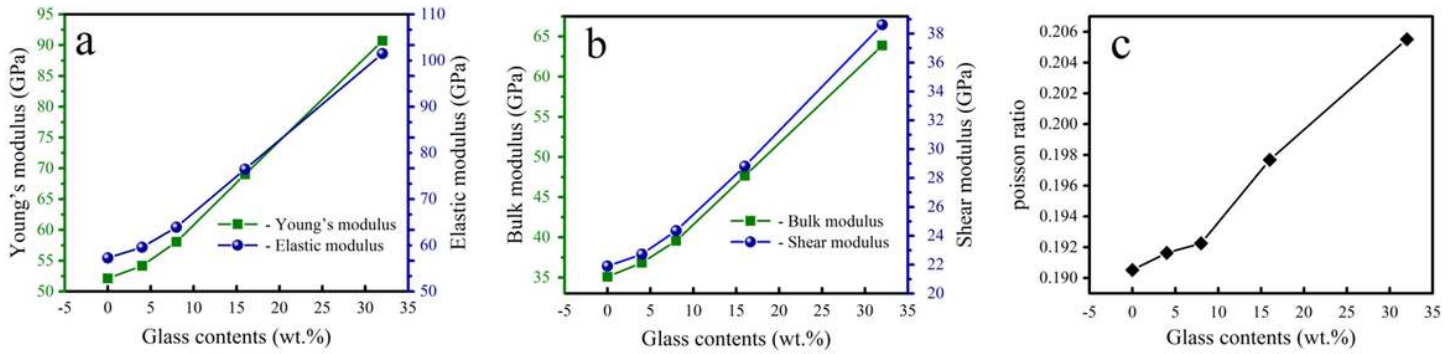 a
95
90
85
80
75
70
65
60
55
50
Young's modulus (GPa)
110
100
90
80
70
60
50
Elastic modulus (GPa)
- Young's modulus
- Elastic modulus
-5 0 5 10 15 20 25 30 35
Glass contents (wt.%)
b
65
60
55
50
45
40
35
Bulk modulus (GPa)
38
36
34
32
30
28
26
24
22
20
Shear modulus (GPa)
- Bulk modulus
- Shear modulus
-5 0 5 10 15 20 25 30 35
Glass contents (wt.%)
c
0.206
0.204
0.202
0.200
0.198
0.196
0.194
0.192
0.190
poisson ratio
-5 0 5 10 15 20 25 30 35
Glass contents (wt.%)